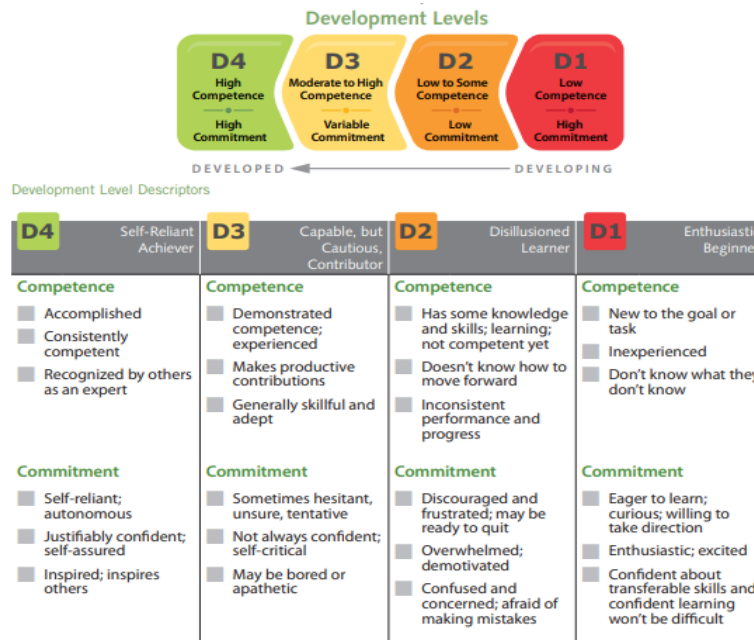 Development Levels
D4
High
Competence
High
Commitment
D3
Moderate to High
Competence
Variable
Commitment
D2
Low to Some
Competence
Low
Commitment
D1
Low
Competence
High
Commitment
DEVELOPED
DEVELOPING
Development Level Descriptors
D4
Self-Reliant
Achiever
Competence
Accomplished
Consistently
competent
Recognized by others
as an expert
Commitment
Self-reliant;
autonomous
Justifiably confident;
self-assured
Inspired; inspires
others
D3
Capable, but
Cautious,
Contributor
Competence
Demonstrated
competence;
experienced
Makes productive
contributions
Generally skillful and
adept
Commitment
Sometimes hesitant,
unsure, tentative
Not always confident;
self-critical
May be bored or
apathetic
D2
Disillusioned
Learner
Competence
Has some knowledge
and skills; learning;
not competent yet
Doesn't know how to
move forward
Inconsistent
performance and
progress
Commitment
Discouraged and
frustrated; may be
ready to quit
Overwhelmed;
demotivated
Confused and
concerned; afraid of
making mistakes
D1
Enthusiastic
Beginner
Competence
New to the goal or
task
Inexperienced
Don't know what they
don't know
Commitment
Eager to learn;
curious; willing to
take direction
Enthusiastic; excited
Confident about
transferable skills and
confident learning
won't be difficult